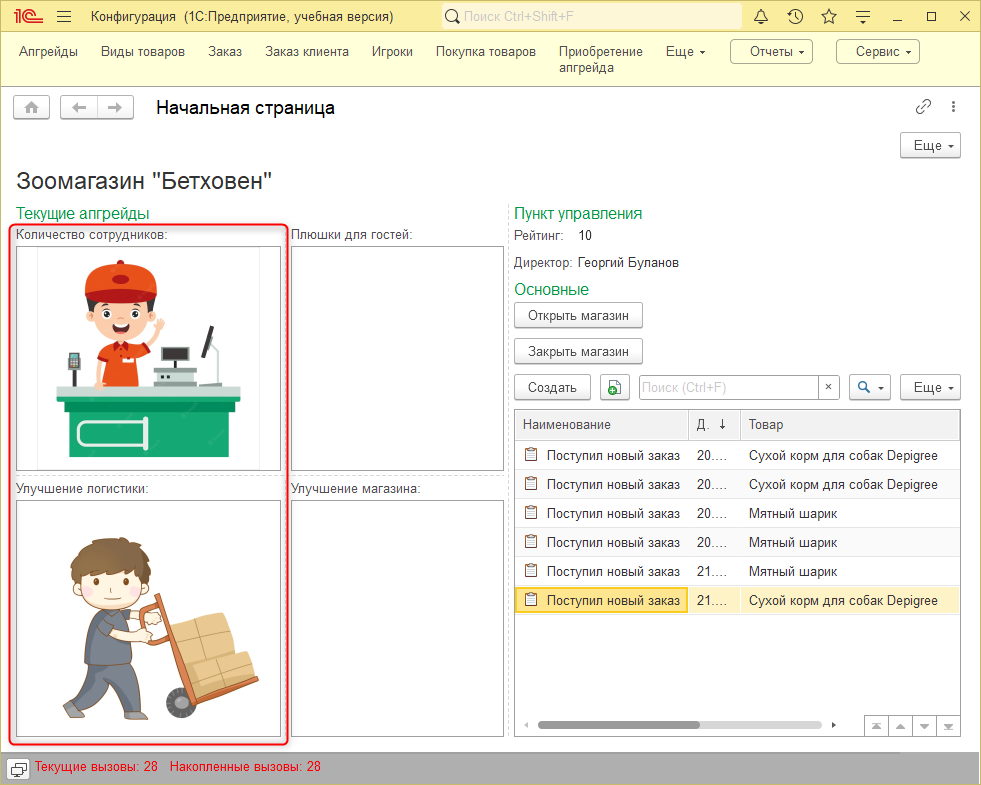 1С Конфигурация (1С:Предприятие, учебная версия) Поиск Ctrl+Shift+F
Апгрейды Виды товаров Заказ Заказ клиента Игроки Покупка товаров Приобретение апгрейда Еще Отчеты Сервис
Начальная страница
Еще
Зоомагазин "Бетховен"
Текущие апгрейды
Количество сотрудников:
Плюшки для гостей:
Улучшение логистики:
Улучшение магазина:
Пункт управления
Рейтинг: 10
Директор: Георгий Буланов
Основные
Открыть магазин
Закрыть магазин
Создать Поиск (Ctrl+F) × Еще
Наименование Д. ↓ Товар
Поступил новый заказ 20.... Сухой корм для собак Depigree
Поступил новый заказ 20.... Сухой корм для собак Depigree
Поступил новый заказ 20.... Мятный шарик
Поступил новый заказ 20.... Мятный шарик
Поступил новый заказ 21.... Мятный шарик
Поступил новый заказ 21.... Сухой корм для собак Depigree
Текущие вызовы: 28 Накопленные вызовы: 28